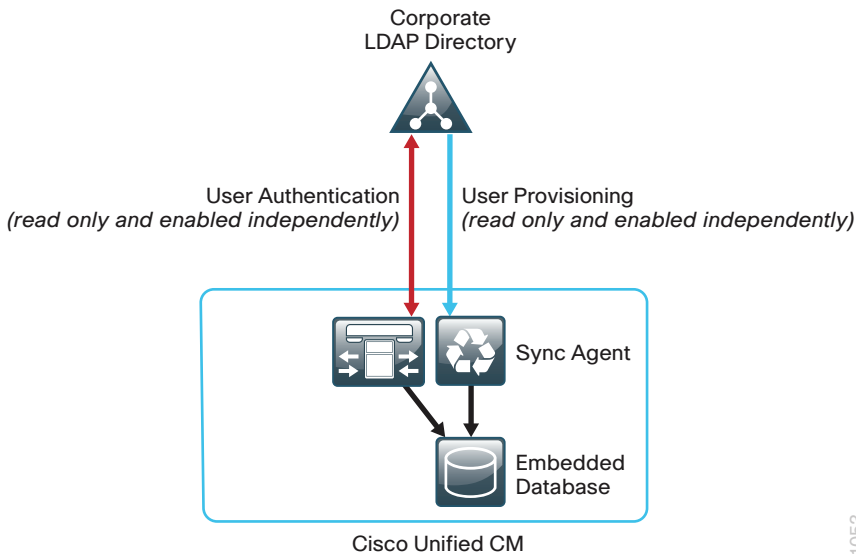 Corporate
LDAP Directory
User Authentication
(read only and enabled independently)
User Provisioning
(read only and enabled independently)
Sync Agent
Embedded
Database
Cisco Unified CM